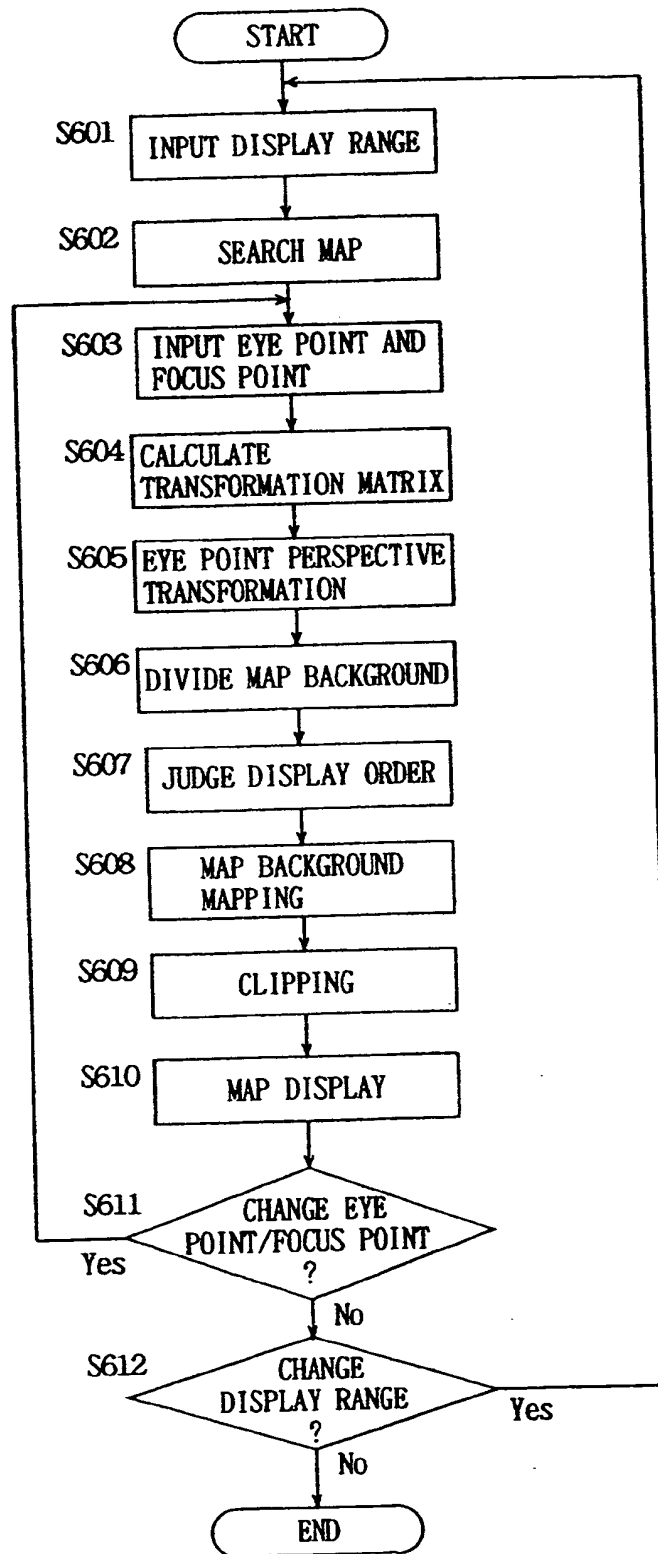 START
S601
INPUT DISPLAY RANGE
S602
SEARCH MAP
S603
INPUT EYE POINT AND
FOCUS POINT
S604
CALCULATE
TRANSFORMATION MATRIX
S605
EYE POINT PERSPECTIVE
TRANSFORMATION
S606
DIVIDE MAP BACKGROUND
S607
JUDGE DISPLAY ORDER
S608
MAP BACKGROUND
MAPPING
S609
CLIPPING
S610
MAP DISPLAY
S611
CHANGE EYE
POINT/FOCUS POINT
?
Yes
No
S612
CHANGE
DISPLAY RANGE
?
Yes
No
END